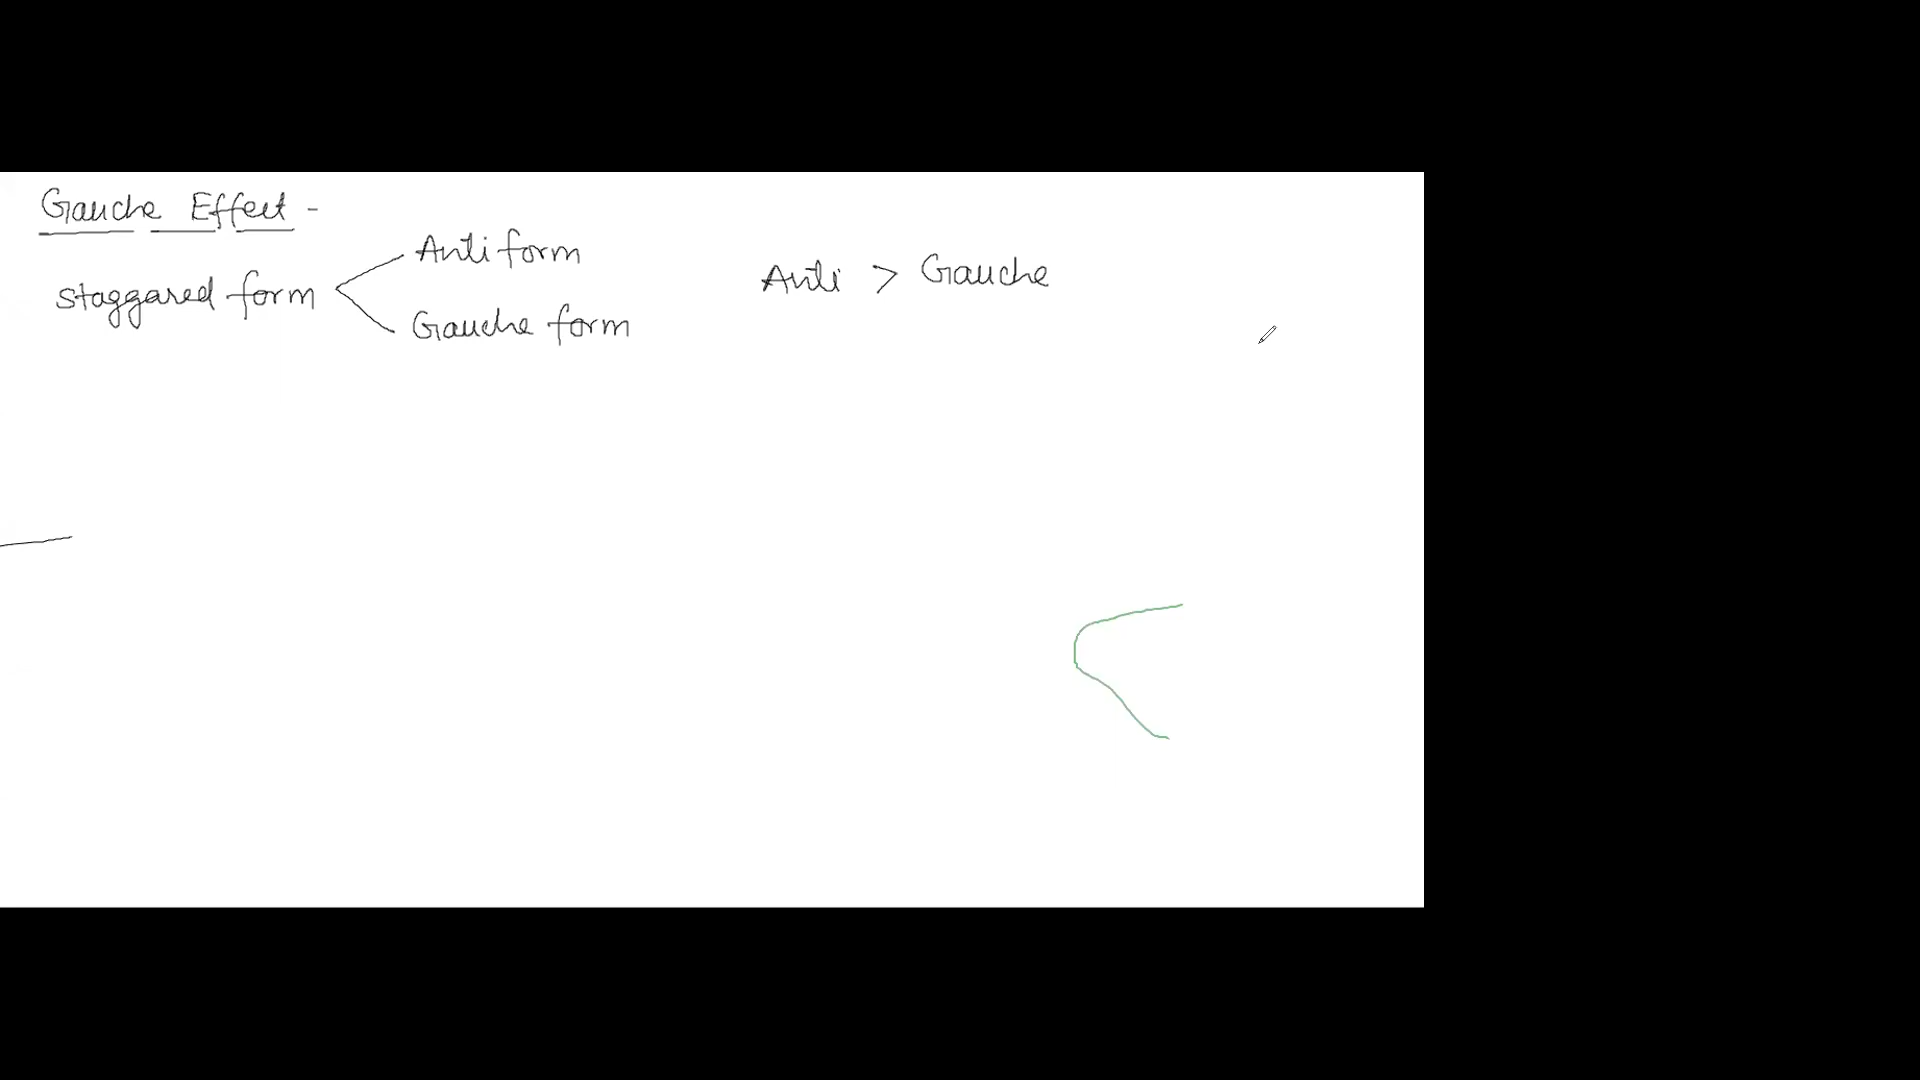 Gauche Effect -
Anti form
staggared form
Gauche form
Anti > Gauche